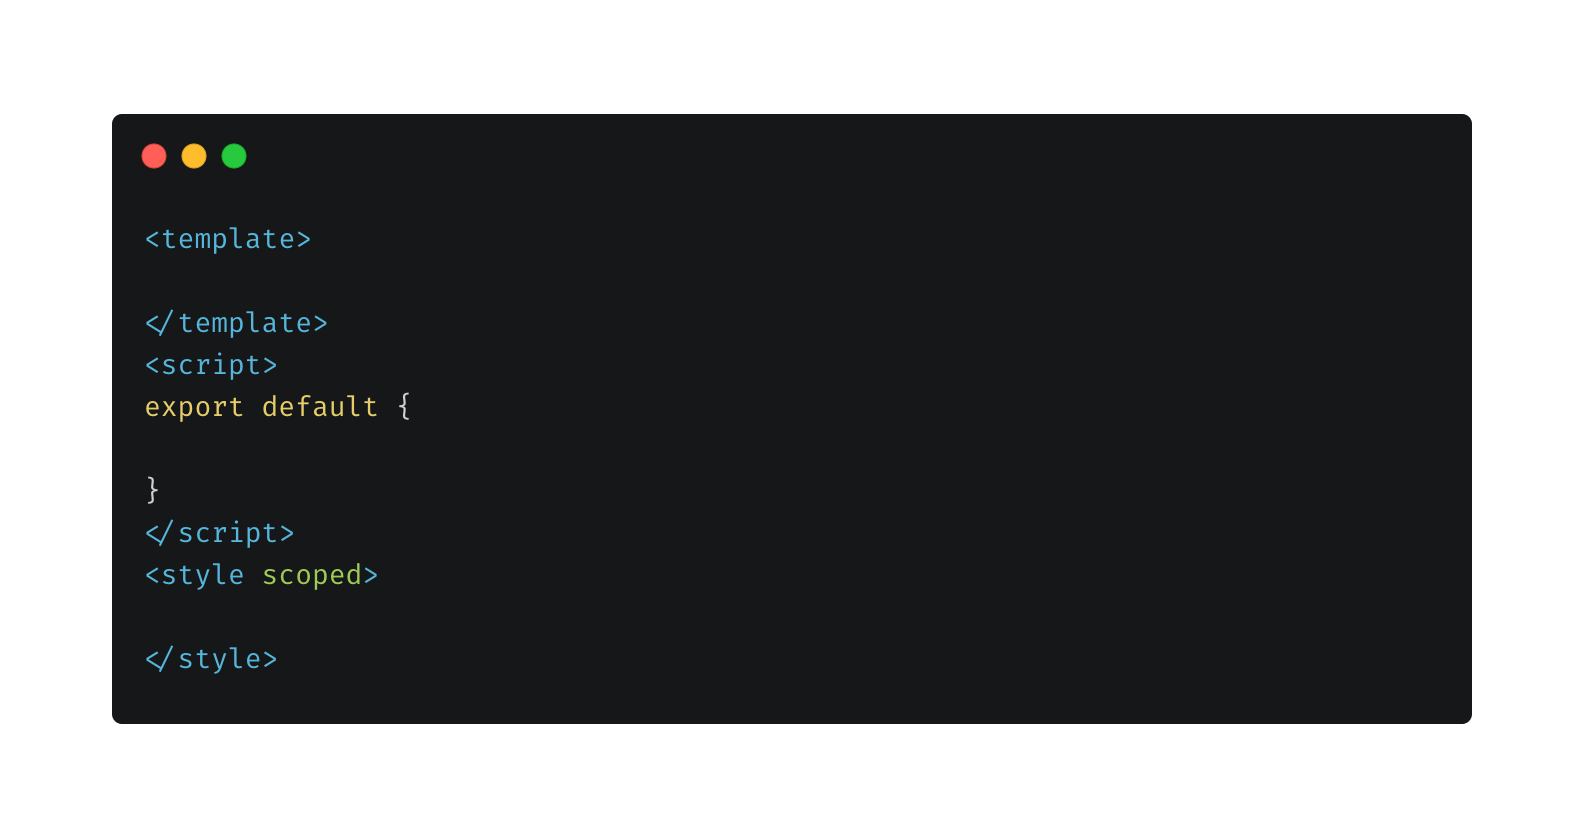 <template>
</template>
<script>
export default {
}
</script>
<style scoped>
</style>